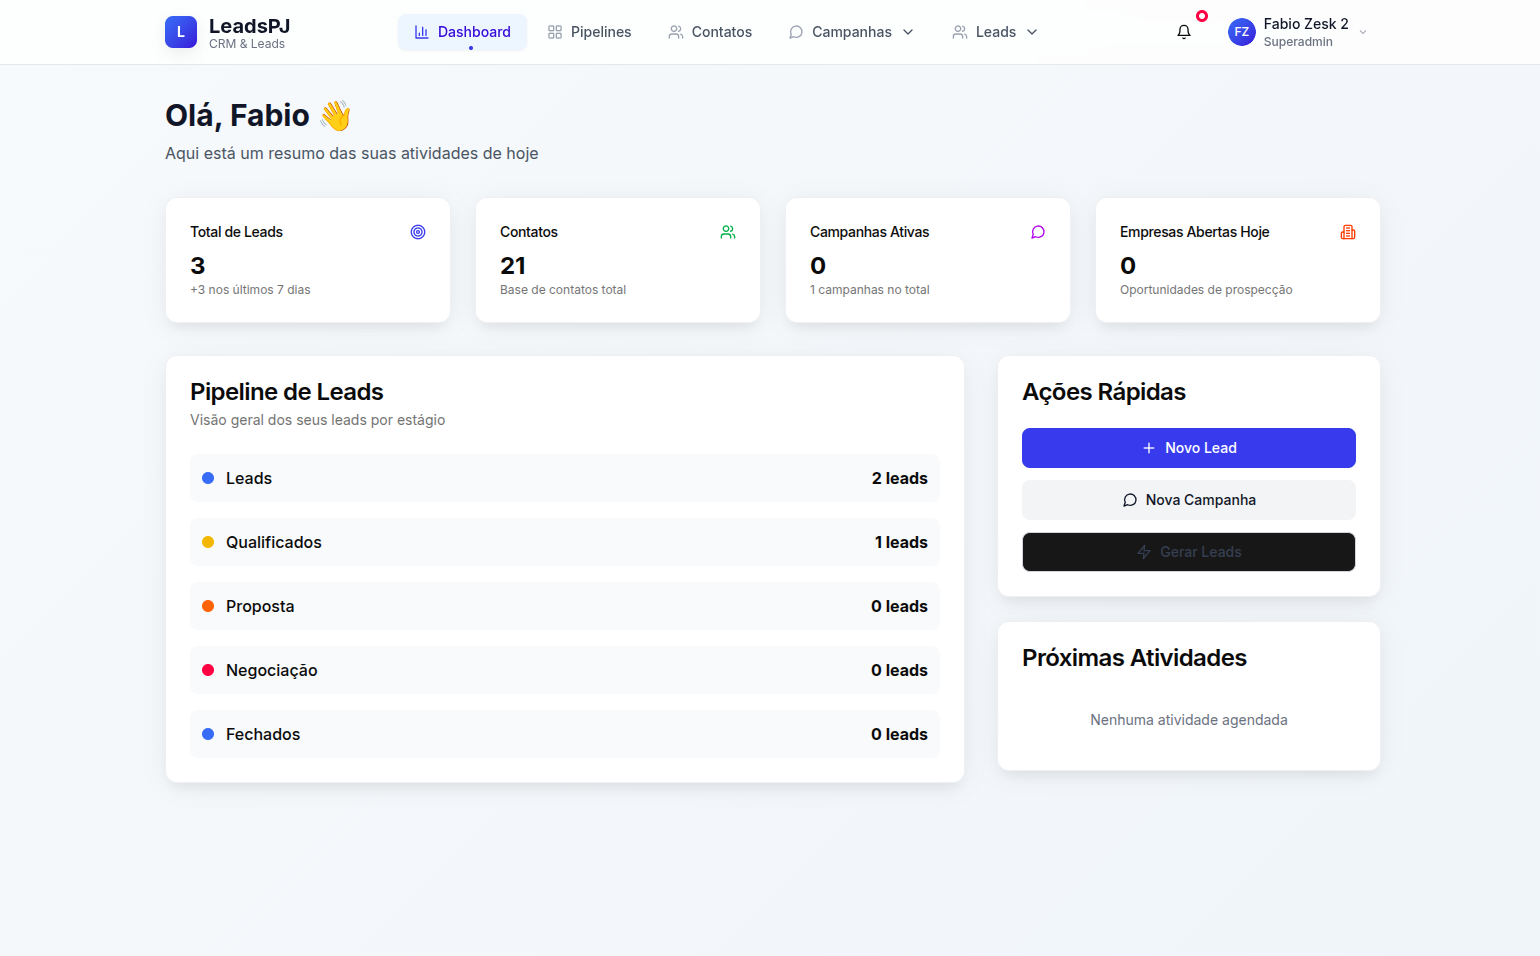 L
LeadsPJ
CRM & Leads
Dashboard
Pipelines
Contatos
Campanhas
Leads
FZ
Fabio Zesk 2
Superadmin
Olá, Fabio 👋
Aqui está um resumo das suas atividades de hoje
Total de Leads
3
+3 nos últimos 7 dias
Contatos
21
Base de contatos total
Campanhas Ativas
0
1 campanhas no total
Empresas Abertas Hoje
0
Oportunidades de prospecção
Pipeline de Leads
Visão geral dos seus leads por estágio
Leads
2 leads
Qualificados
1 leads
Proposta
0 leads
Negociação
0 leads
Fechados
0 leads
Ações Rápidas
Novo Lead
Nova Campanha
Gerar Leads
Próximas Atividades
Nenhuma atividade agendada